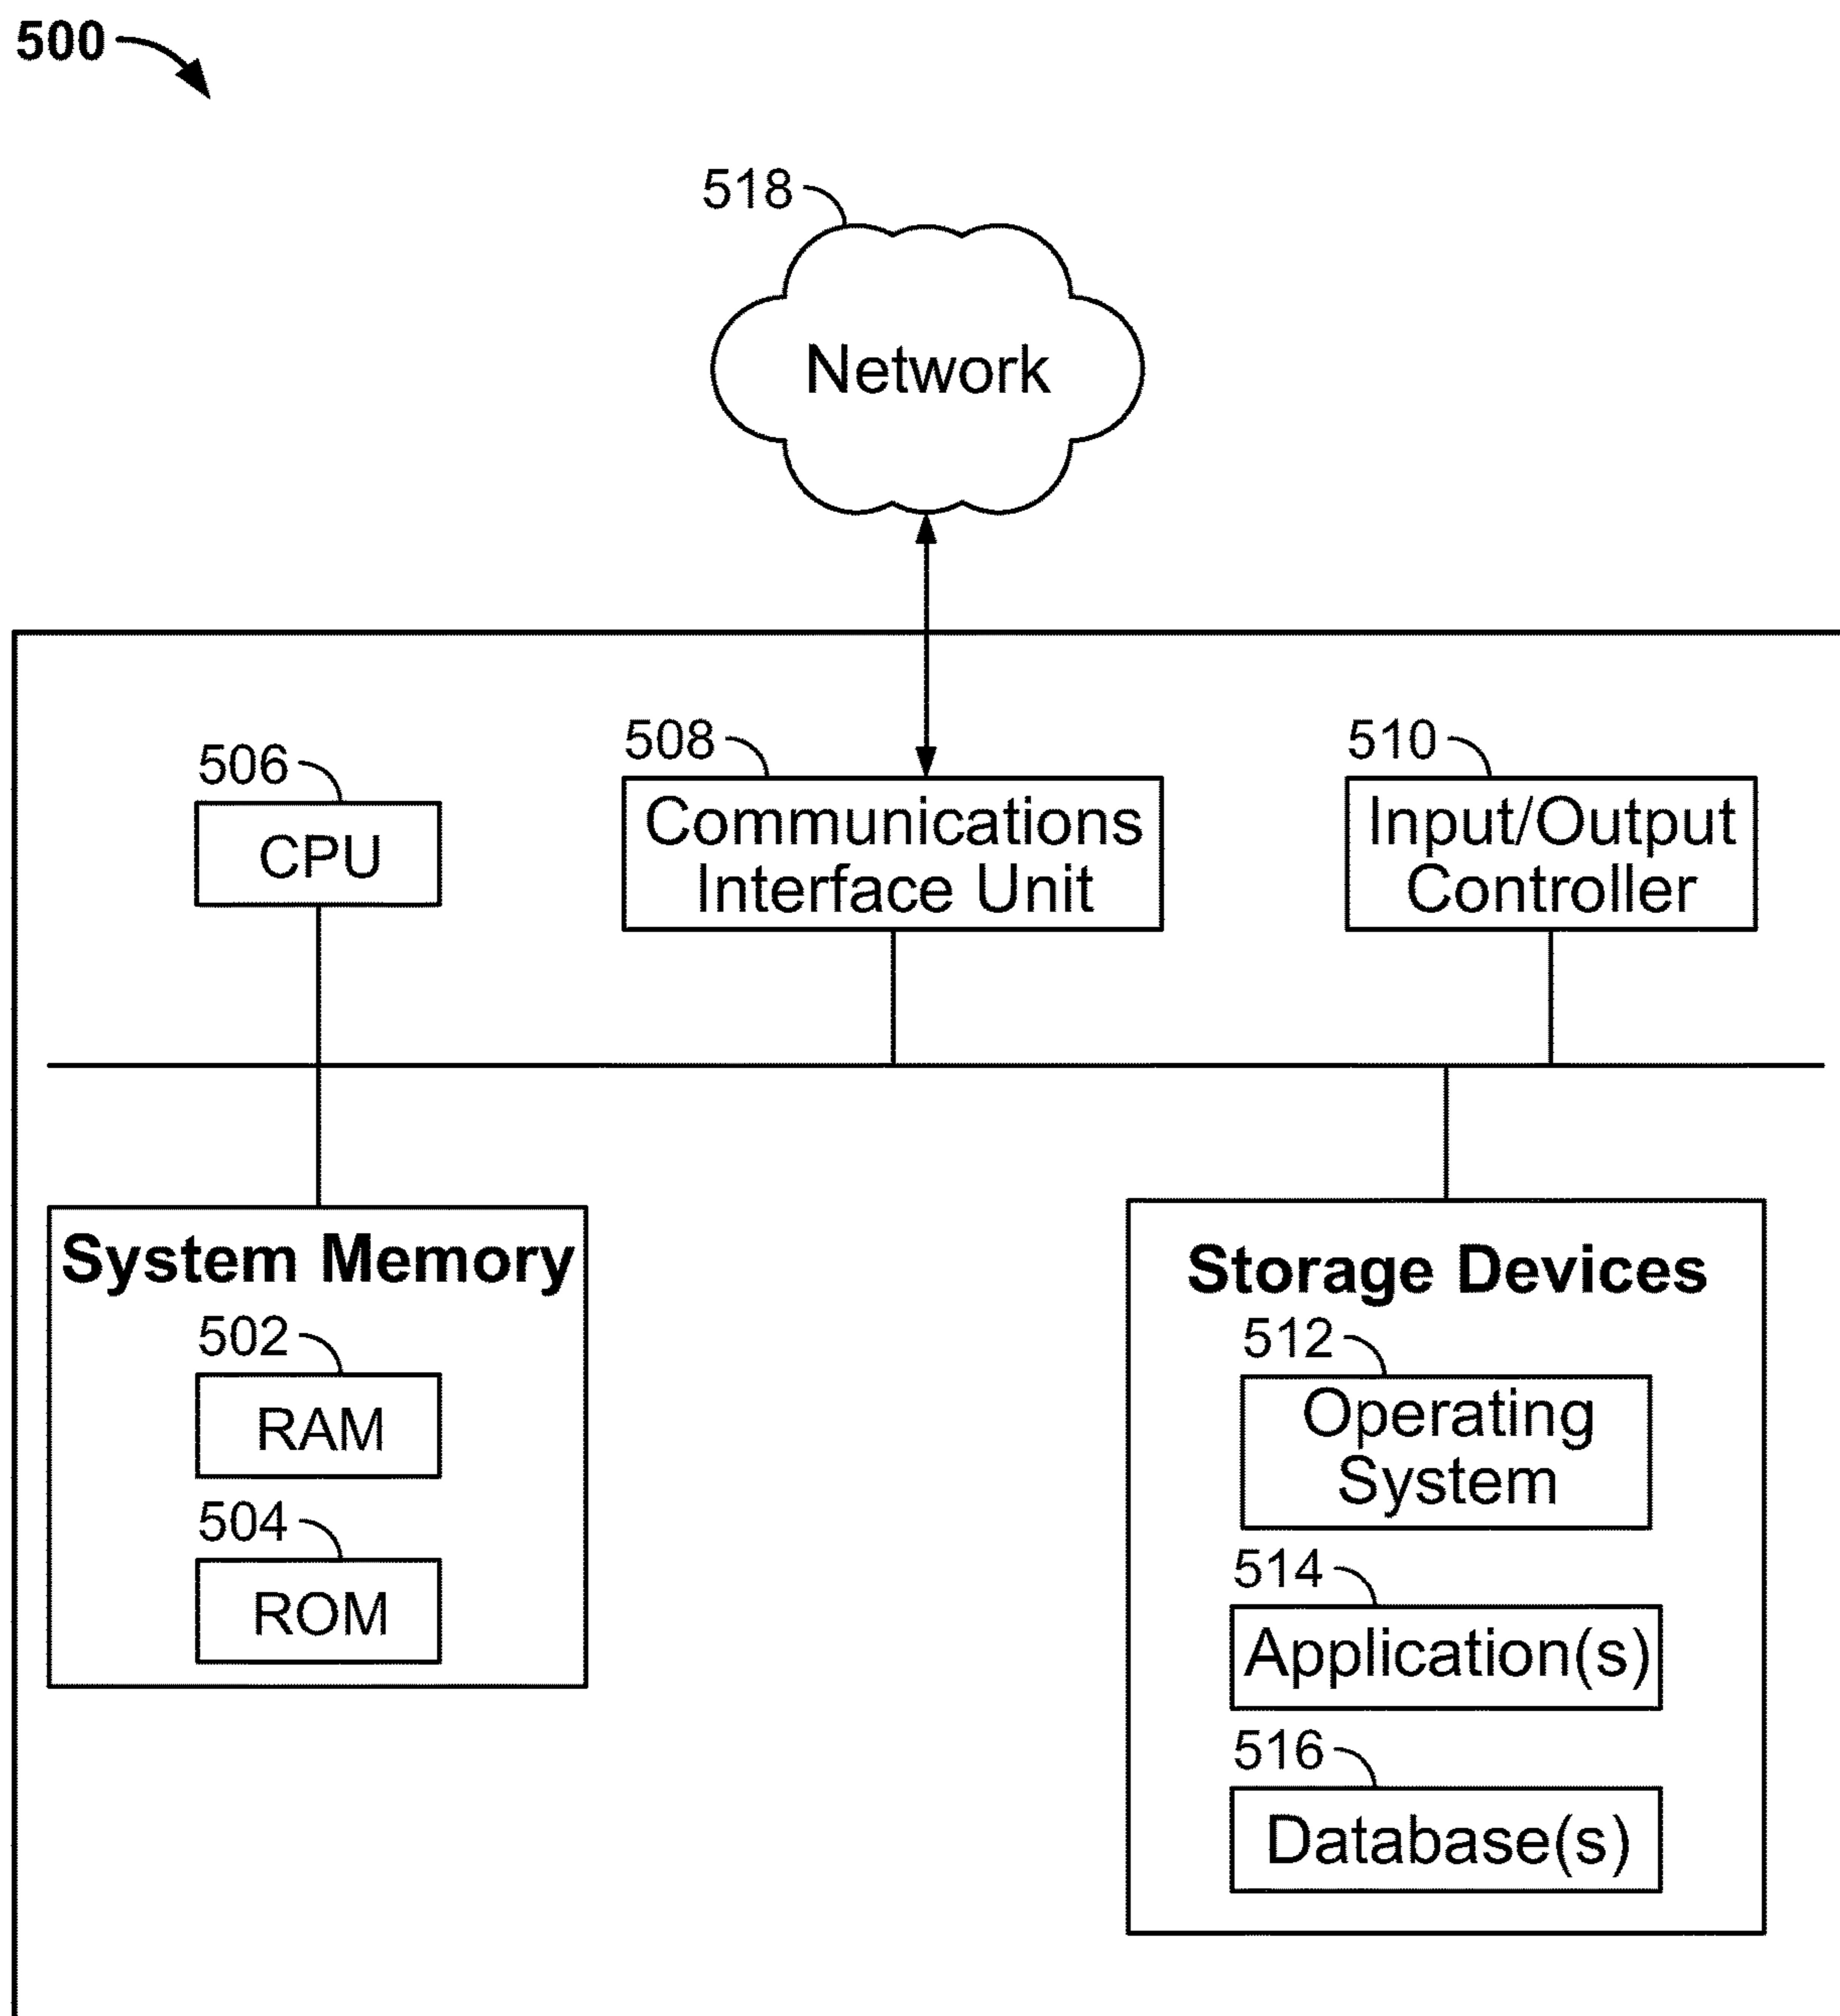 500
518
Network
506
CPU
508
Communications
Interface Unit
510
Input/Output
Controller
System Memory
502
RAM
504
ROM
Storage Devices
512
Operating
System
514
Application(s)
516
Database(s)